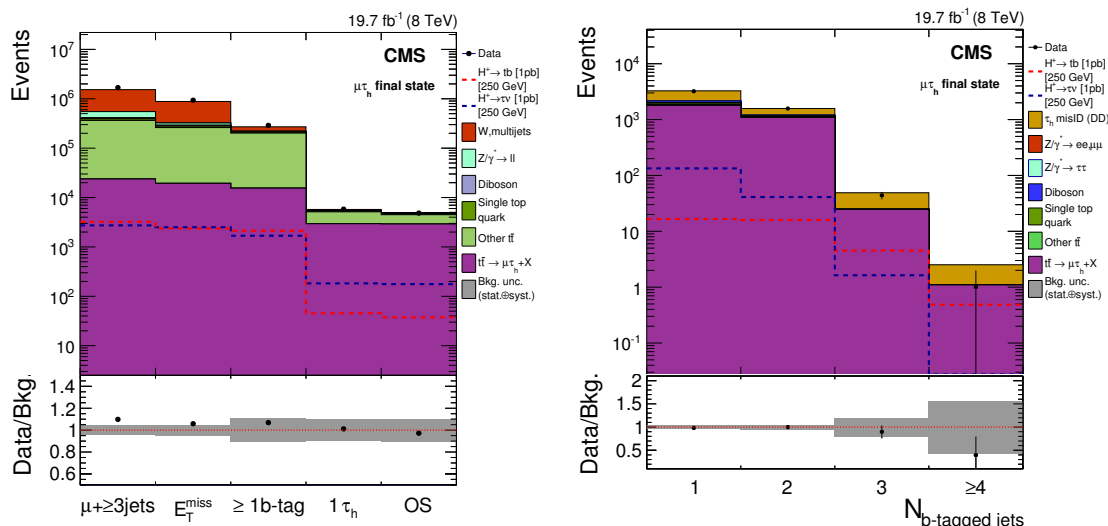 19.7 fb⁻¹ (8 TeV)
Events
10⁷
10⁶
10⁵
10⁴
10³
10²
10
CMS
μτₕ final state
Data
H⁺→ tb [1pb]
[250 GeV]
H⁺→τν [1pb]
[250 GeV]
W,multijets
Z/γ* → ll
Diboson
Single top
quark
Other tt̄
tt̄ → μτₕ+X
Bkg. unc.
(stat.⊕syst.)
Data/Bkg.
1.4
1.2
1.0
0.8
0.6
μ+≥3jets
E_T^miss
≥ 1b-tag
1 τₕ
OS
19.7 fb⁻¹ (8 TeV)
Events
10⁴
10³
10²
10
1
10⁻¹
CMS
μτₕ final state
Data
H⁺→ tb [1pb]
[250 GeV]
H⁺→τν [1pb]
[250 GeV]
τₕ misID (DD)
Z/γ* → ee,μμ
Z/γ* → ττ
Diboson
Single top
quark
Other tt̄
tt̄ → μτₕ+X
Bkg. unc.
(stat.⊕syst.)
Data/Bkg.
2
1.5
1
0.5
1
2
3
≥4
N_b-tagged jets